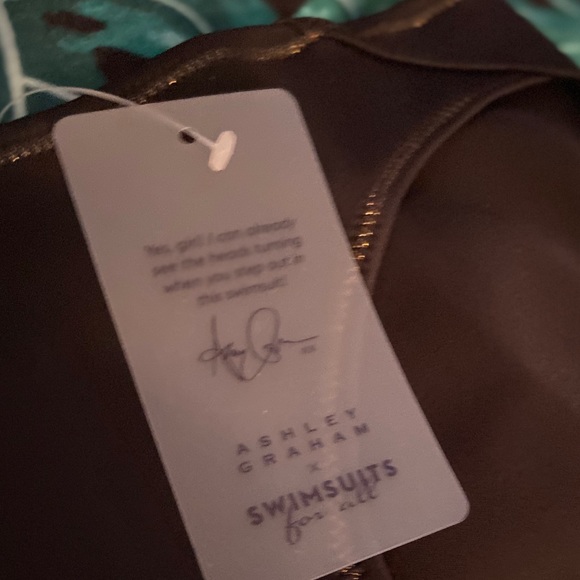 Yes, girl! I can already
see the heads turning
when you step out in
this swimsuit!
ASHLEY
GRAHAM
x
SWIMSUITS
for all